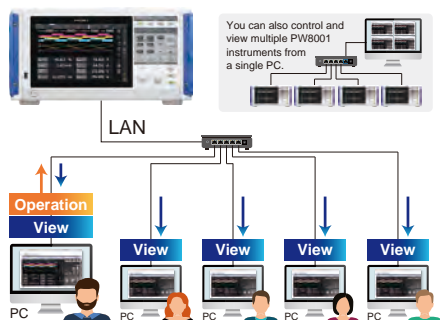 You can also control and
view multiple PW8001
instruments from
a single PC.
LAN
Operation
View
View
View
View
View
PC
PC
PC
PC
PC